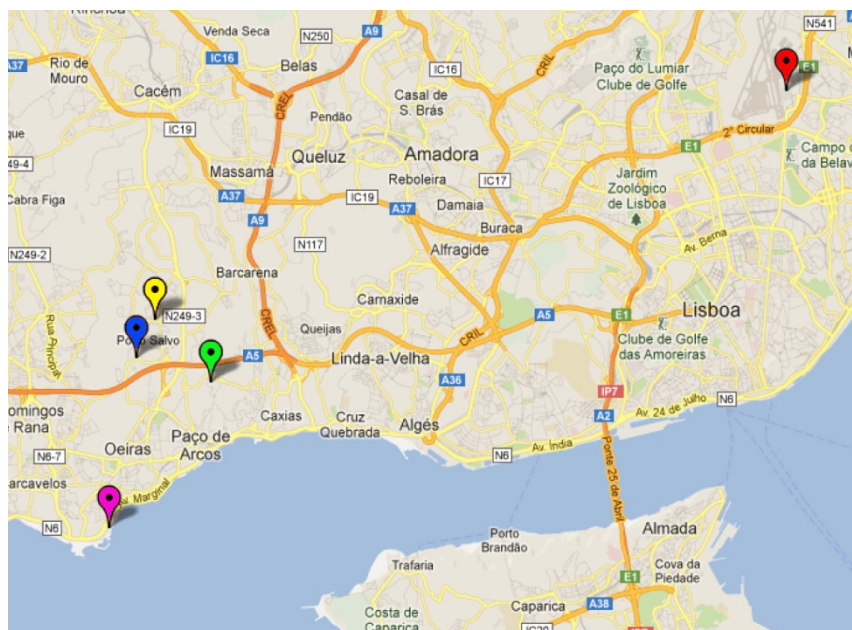 Rinchoa
Venda Seca
N250
A9
N541
IC16
Belas
A37
Rio de
Mouro
IC16
CRIL
Paço do Lumiar
Clube de Golfe
E1
Cacém
CREL
Casal de
S. Brás
Pendão
IC19
2ª Circular
49-4
Massamá
Queluz
Amadora
E1
Campo
da Belav
Reboleira
IC17
Jardim
Zoológico
de Lisboa
Cabra Figa
A37
IC19
A37
Damaia
A9
Buraca
Av. Berna
N249-2
N117
Alfragide
Barcarena
Carnaxide
N249-3
A5
E1
Lisboa
Rua Principal
CREL
Queijas
CRIL
Clube de Golfe
das Amoreiras
Porto Salvo
A5
Linda-a-Velha
A36
IP7
N6
Domingos
de Rana
Caxias
Cruz
Quebrada
Algés
A2
Av. 24 de Julho
Oeiras
Paço de
Arcos
Av. Índia
N6-7
N6
Ponte 25 de Abril
arcavelos
Av. Marginal
N6
Porto
Brandão
Almada
Trafaria
Cova da
Piedade
E1
Costa de
Caparica
Caparica
A38
IC20